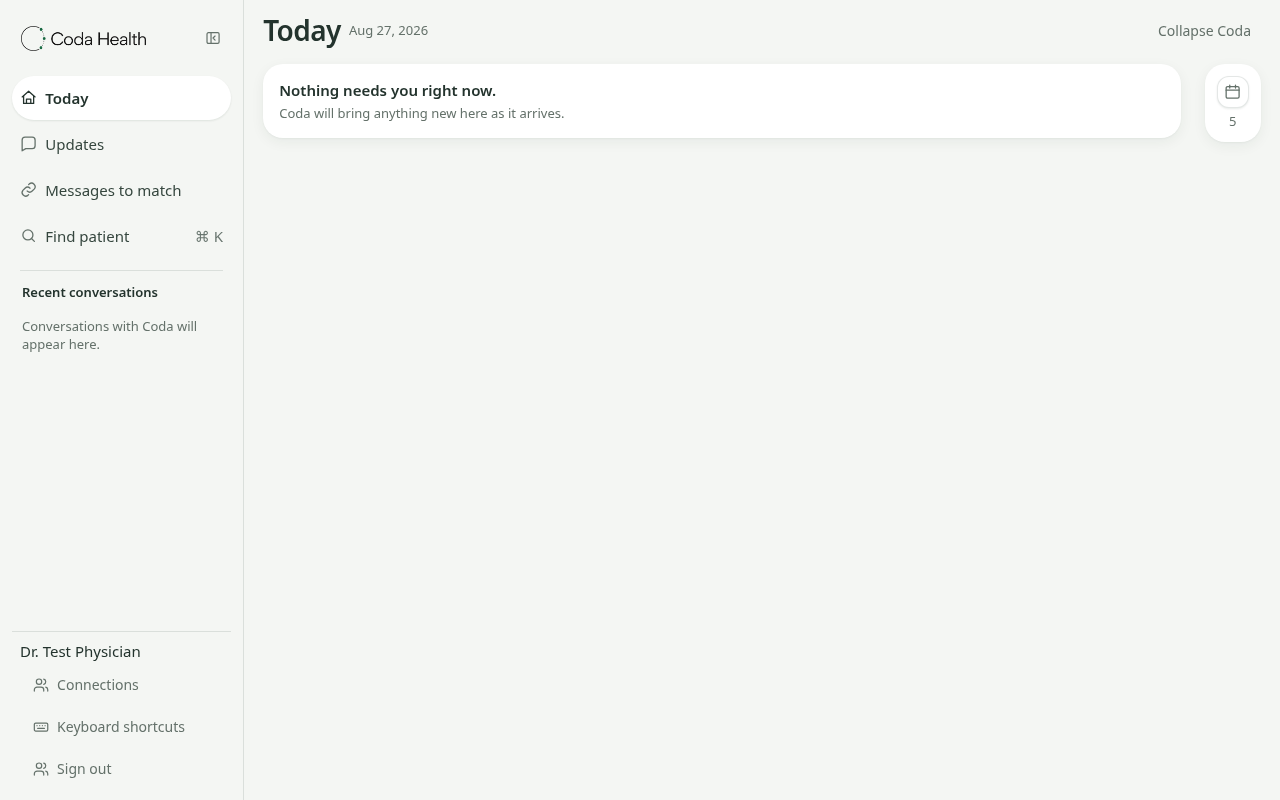 Coda Health
Today
Updates
Messages to match
Find patient ⌘ K
Recent conversations
Conversations with Coda will
appear here.
Dr. Test Physician
Connections
Keyboard shortcuts
Sign out
Today Aug 27, 2026
Collapse Coda
Nothing needs you right now.
Coda will bring anything new here as it arrives.
5